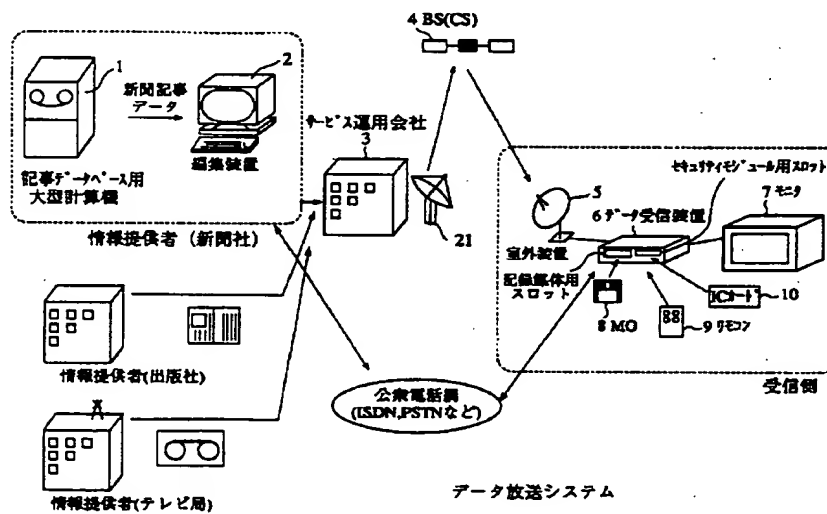 4 BS(CS)
1
2
新聞記事
データ
編集装置
記事データベース用
大型計算機
情報提供者(新聞社)
サービス運用会社
3
21
セキュリティモジュール用スロット
5
6データ受信装置
7モニタ
室外装置
記録媒体用
スロット
8 MO
ICカード
10
9リモコン
受信側
情報提供者(出版社)
公衆電話網
(ISDN,PSTNなど)
情報提供者(テレビ局)
データ放送システム